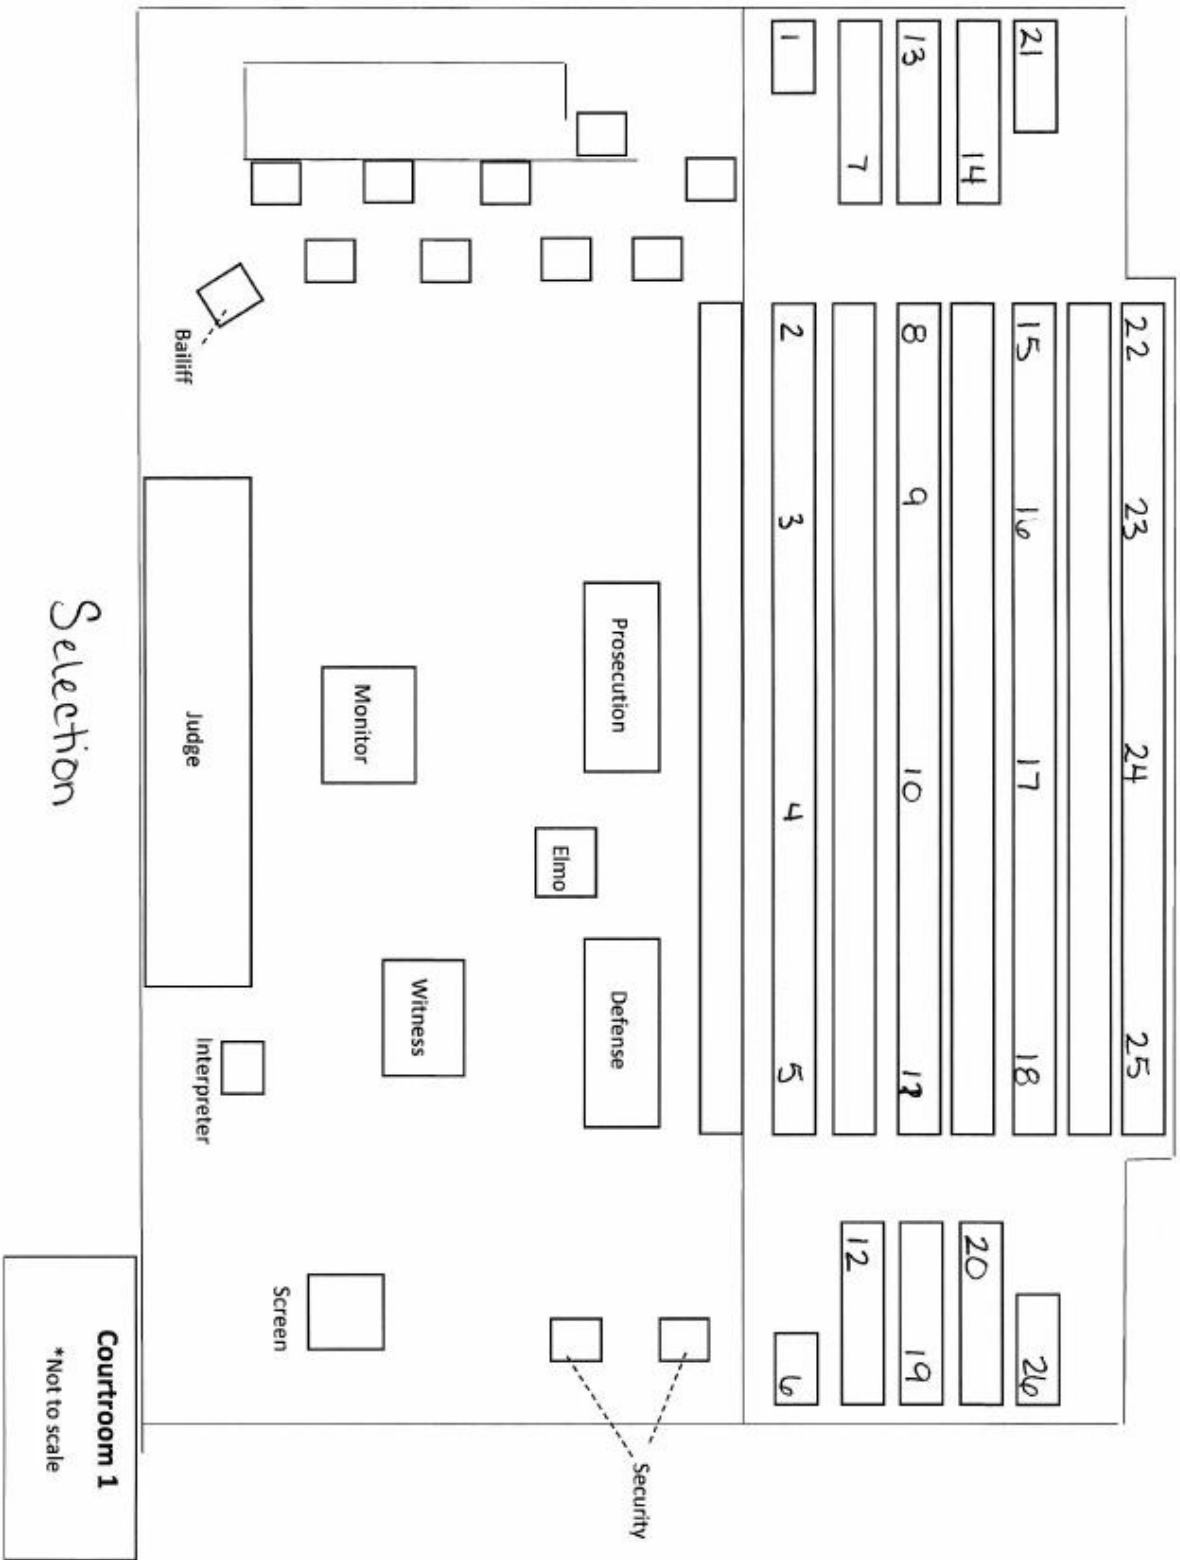 22 23 24 25
21 15 16 17 18 26
14 20
13 8 9 10 19
7 12
1 2 3 4 5 6
Security
Prosecution
Defense
Elmo
Witness
Monitor
Screen
Bailiff
Judge
Interpreter
Selection
Courtroom 1
*Not to scale